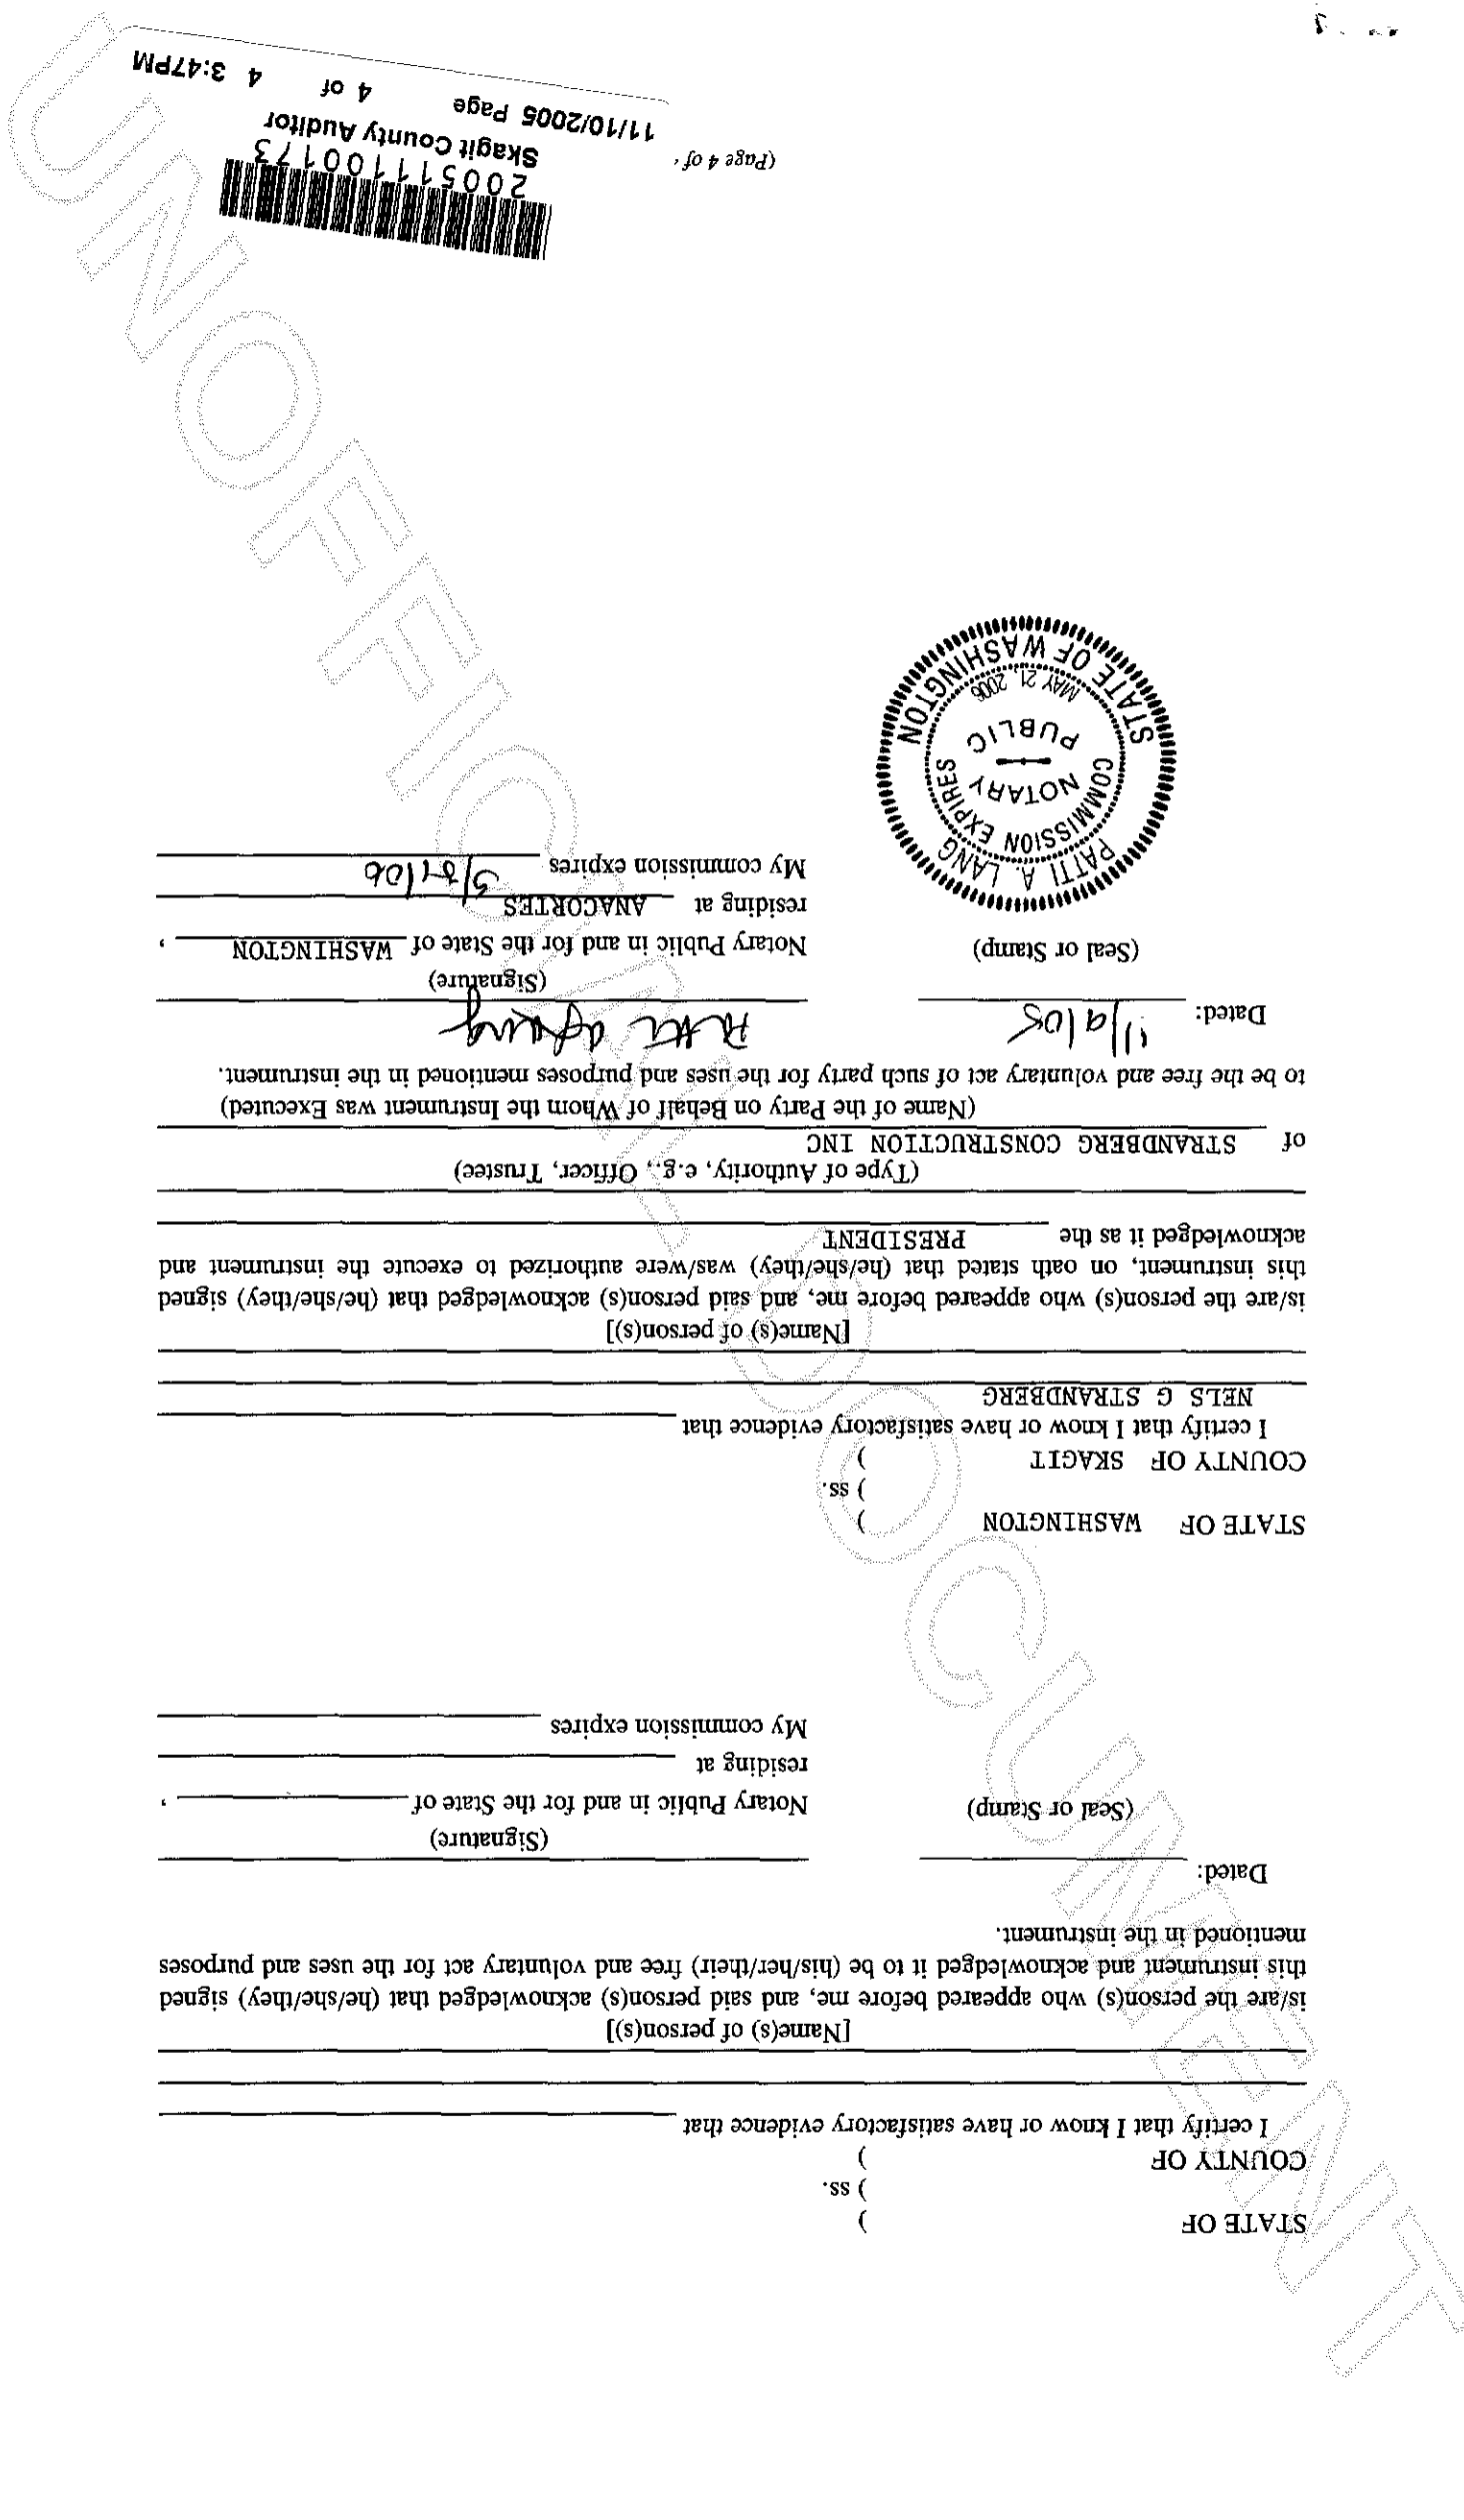 STATE OF )
) ss.
COUNTY OF )
I certify that I know or have satisfactory evidence that
[Name(s) of person(s)]
is/are the person(s) who appeared before me, and said person(s) acknowledged that (he/she/they) signed
this instrument and acknowledged it to be (his/her/their) free and voluntary act for the uses and purposes
mentioned in the instrument.
Dated:
(Signature)
(Seal or Stamp) Notary Public in and for the State of ,
residing at
My commission expires
STATE OF WASHINGTON )
) ss.
COUNTY OF SKAGIT )
I certify that I know or have satisfactory evidence that
NELS G STRANDBERG
[Name(s) of person(s)]
is/are the person(s) who appeared before me, and said person(s) acknowledged that (he/she/they) signed
this instrument, on oath stated that (he/she/they) was/were authorized to execute the instrument and
acknowledged it as the PRESIDENT
(Type of Authority, e.g., Officer, Trustee)
of STRANDBERG CONSTRUCTION INC
(Name of the Party on Behalf of Whom the Instrument was Executed)
to be the free and voluntary act of such party for the uses and purposes mentioned in the instrument.
Dated: 11/9/05
(Signature)
(Seal or Stamp) Notary Public in and for the State of WASHINGTON ,
residing at ANACORTES
My commission expires
PATTI A. LANG
COMMISSION EXPIRES
NOTARY
PUBLIC
MAY 21, 2006
STATE OF WASHINGTON
200511100173
Skagit County Auditor
11/10/2005 Page 4 of 4 3:47PM
(Page 4 of
UNOFFICIAL DOCUMENT